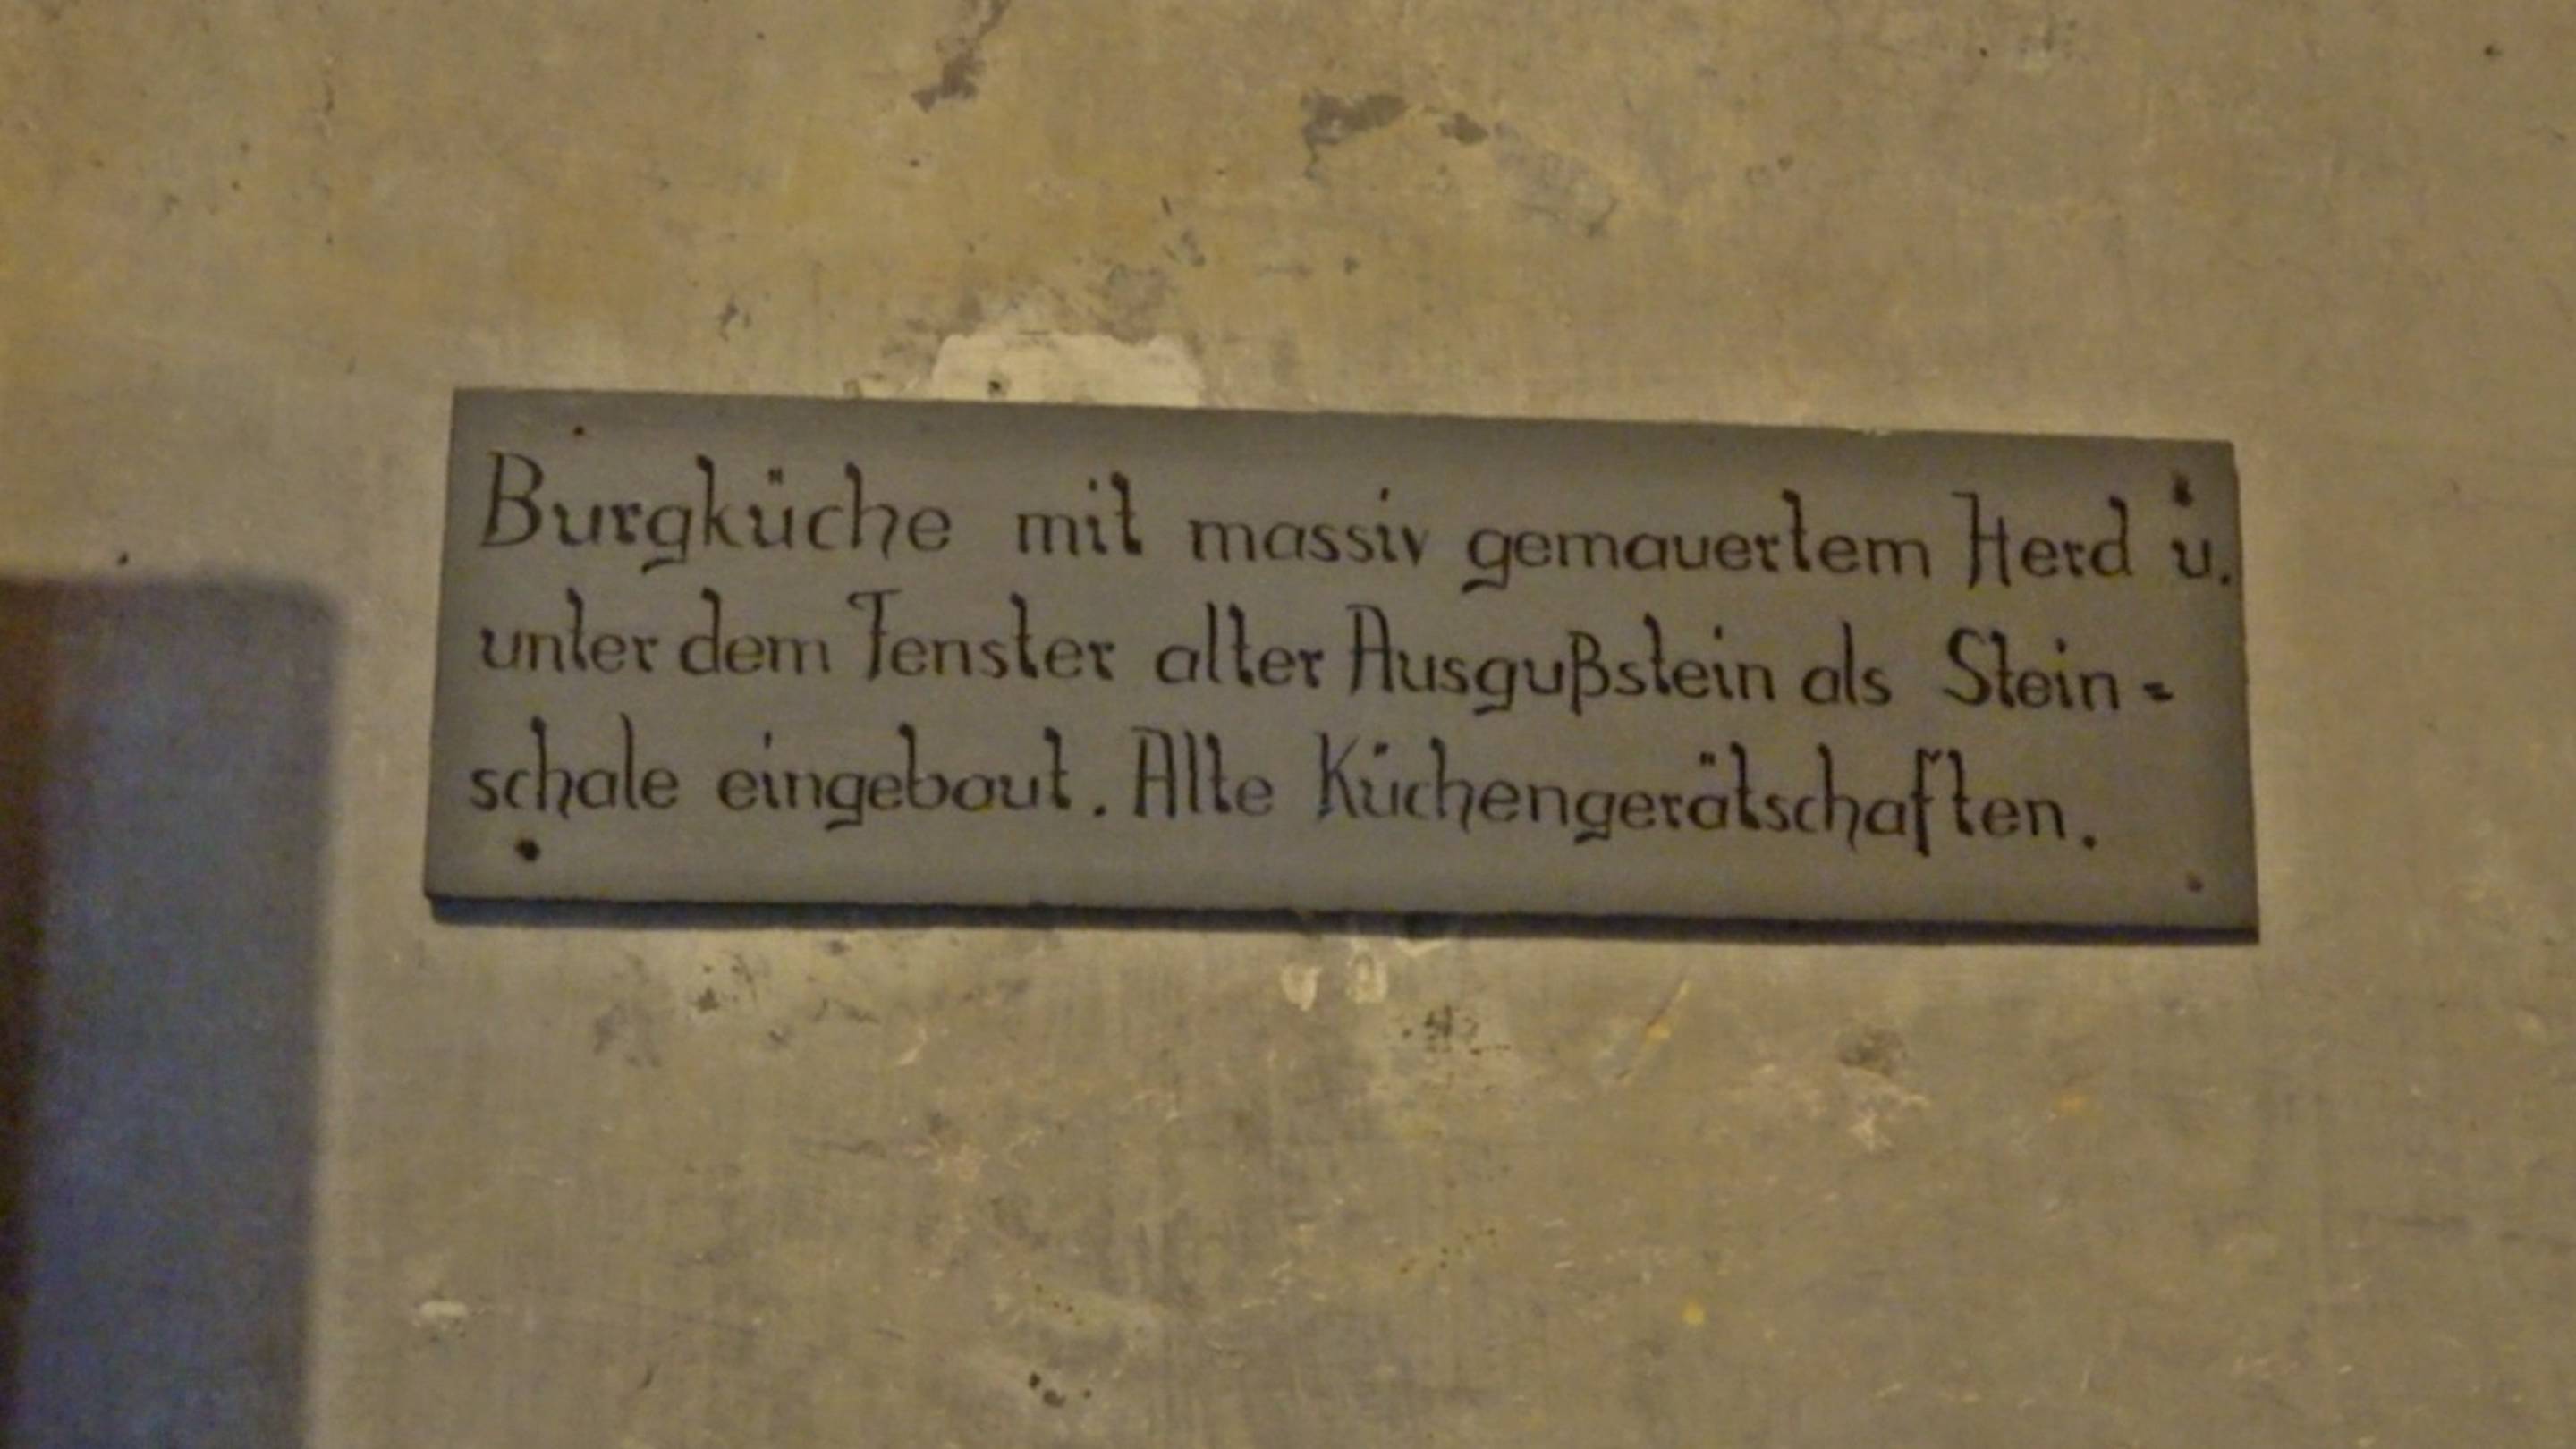 Burgküche mit massiv gemauertem Herd u.
unter dem Fenster alter Ausgußstein als Stein=
schale eingebaut. Alte Küchengerätschaften.